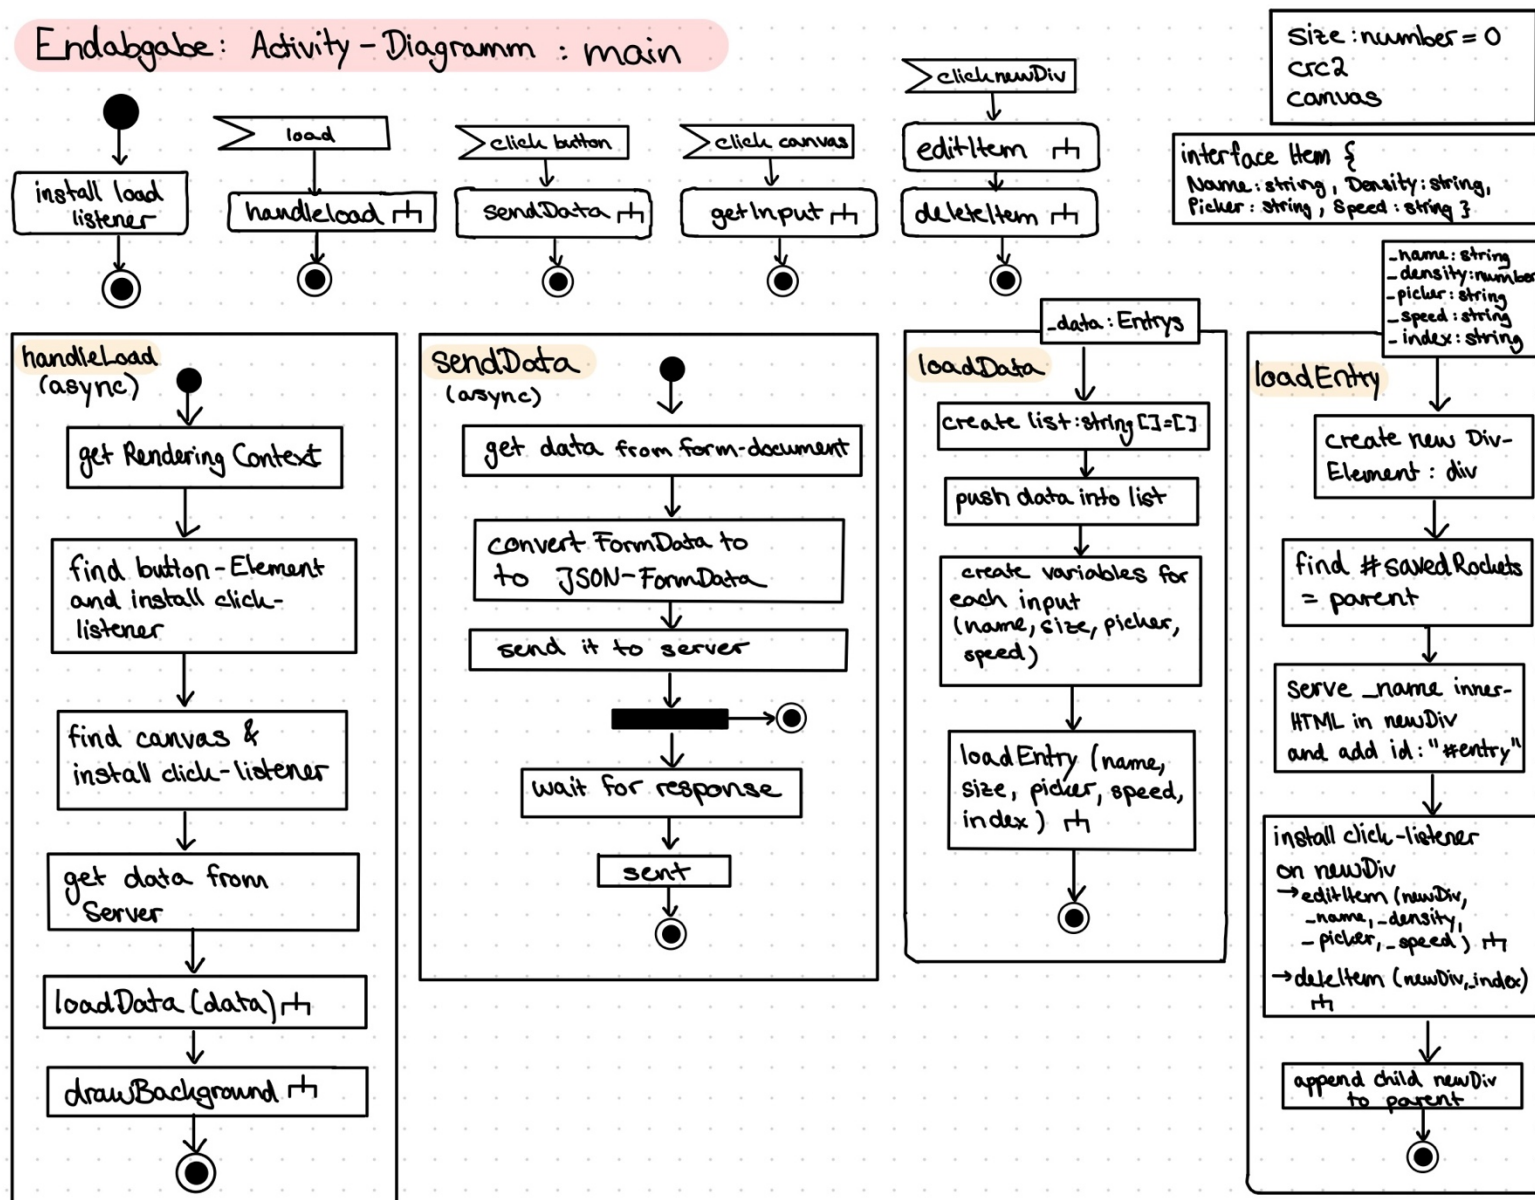 Endabgabe: Activity-Diagramm : main
size:number = 0
crc2
canvas
interface Item {
Name: string, Density: string,
Picker: string, Speed: string }
install load
listener
load
handleload
click button
sendData
click canvas
getInput
click newDiv
editItem
deleteItem
handleLoad
(async)
get Rendering Context
find button-Element
and install click-
listener
find canvas &
install click-listener
get data from
Server
loadData (data)
drawBackground
sendData
(async)
get data from form-document
convert FormData to
to JSON-FormData
send it to server
wait for response
sent
_data: Entrys
loadData
create list:string []=[]
push data into list
create variables for
each input
(name, size, picker,
speed)
loadEntry (name,
size, picker, speed,
index)
_name: string
_density:number
_picker: string
_speed: string
_index: string
loadEntry
create new Div-
Element : div
find #savedRockets
= parent
serve _name inner-
HTML in newDiv
and add id: "#entry"
install click-listener
on newDiv
→ editItem (newDiv,
_name, _density,
_picker, _speed)
→ deleteItem (newDiv, _index)
append child newDiv
to parent